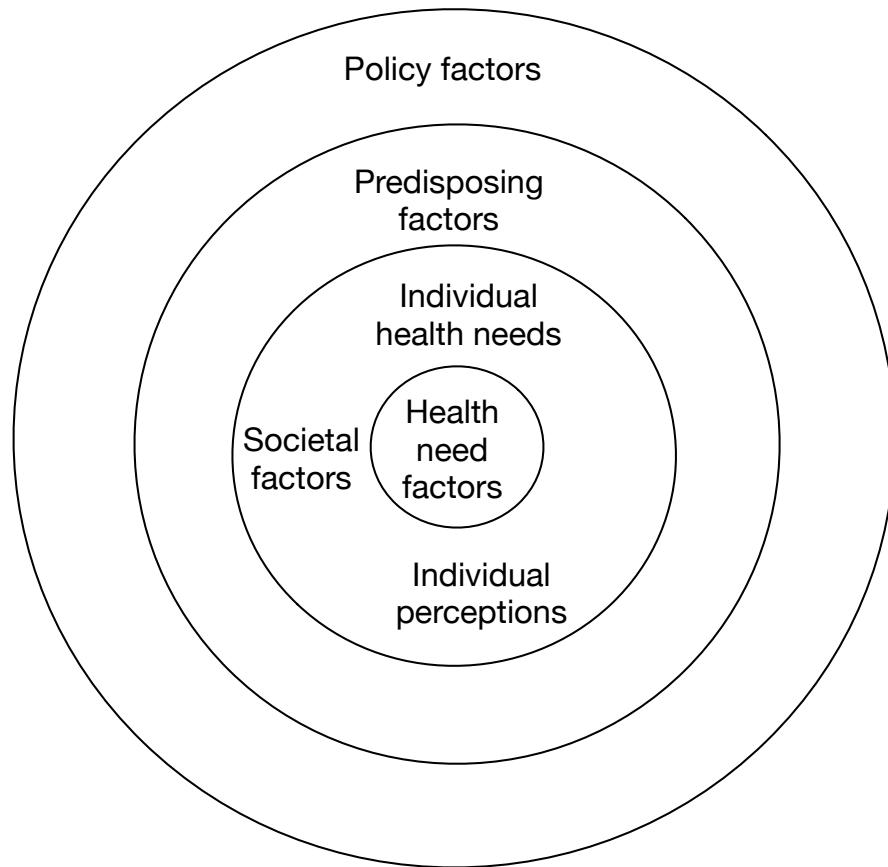 Policy factors
Predisposing
factors
Individual
health needs
Societal
factors
Health
need
factors
Individual
perceptions